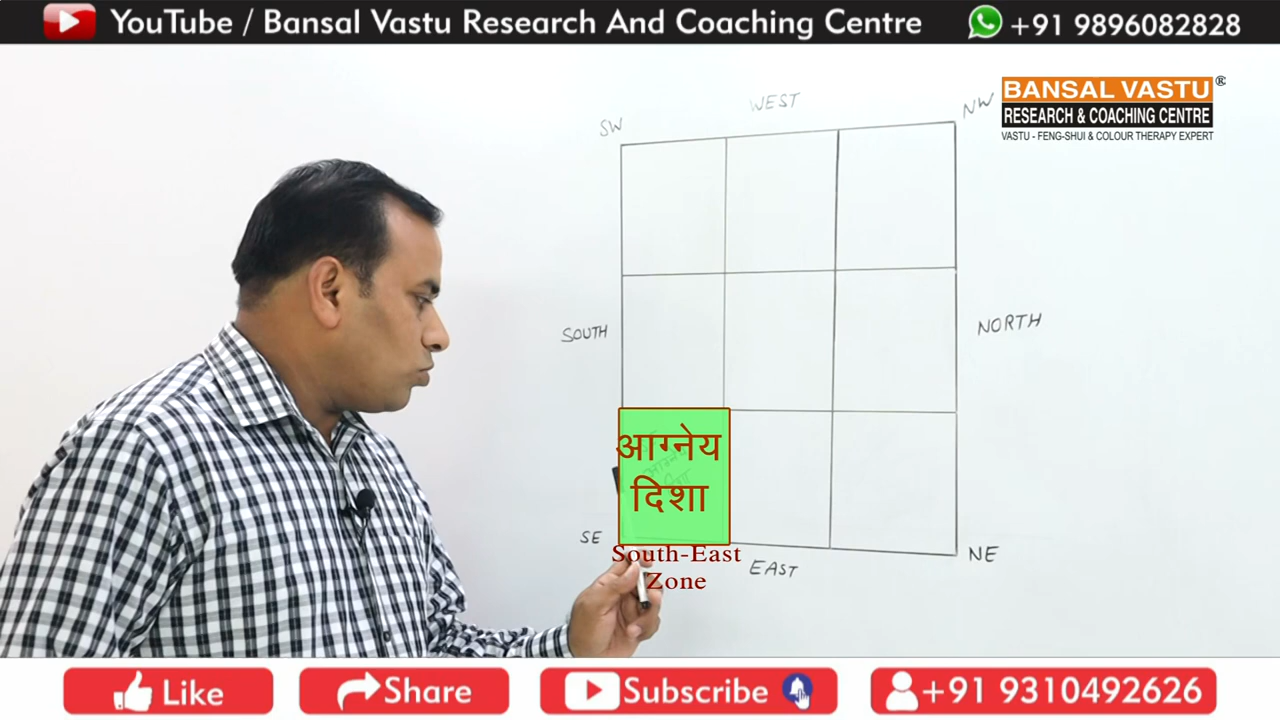 YouTube / Bansal Vastu Research And Coaching Centre
+91 9896082828
BANSAL VASTU®
RESEARCH & COACHING CENTRE
VASTU - FENG-SHUI & COLOUR THERAPY EXPERT
WEST
NW
SW
SOUTH
NORTH
आग्नेय
दिशा
SE
South-East
Zone
EAST
NE
Like
Share
Subscribe
+91 9310492626